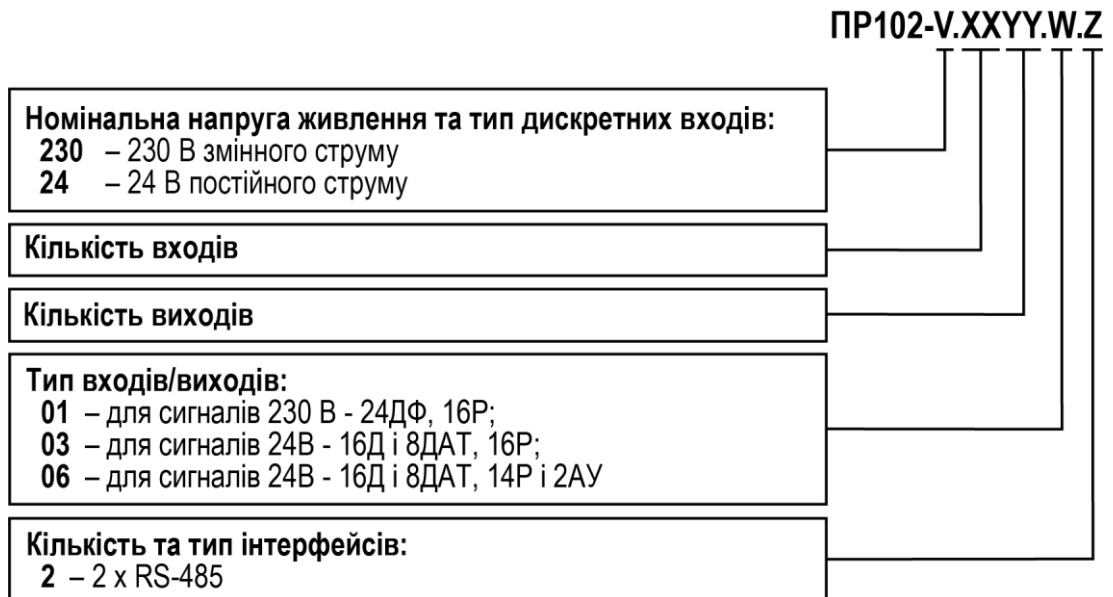 ПР102-V.XXYY.W.Z
Номінальна напруга живлення та тип дискретних входів:
230 – 230 В змінного струму
24 – 24 В постійного струму
Кількість входів
Кількість виходів
Тип входів/виходів:
01 – для сигналів 230 В - 24ДФ, 16Р;
03 – для сигналів 24В - 16Д і 8ДАТ, 16Р;
06 – для сигналів 24В - 16Д і 8ДАТ, 14Р і 2АУ
Кількість та тип інтерфейсів:
2 – 2 x RS-485